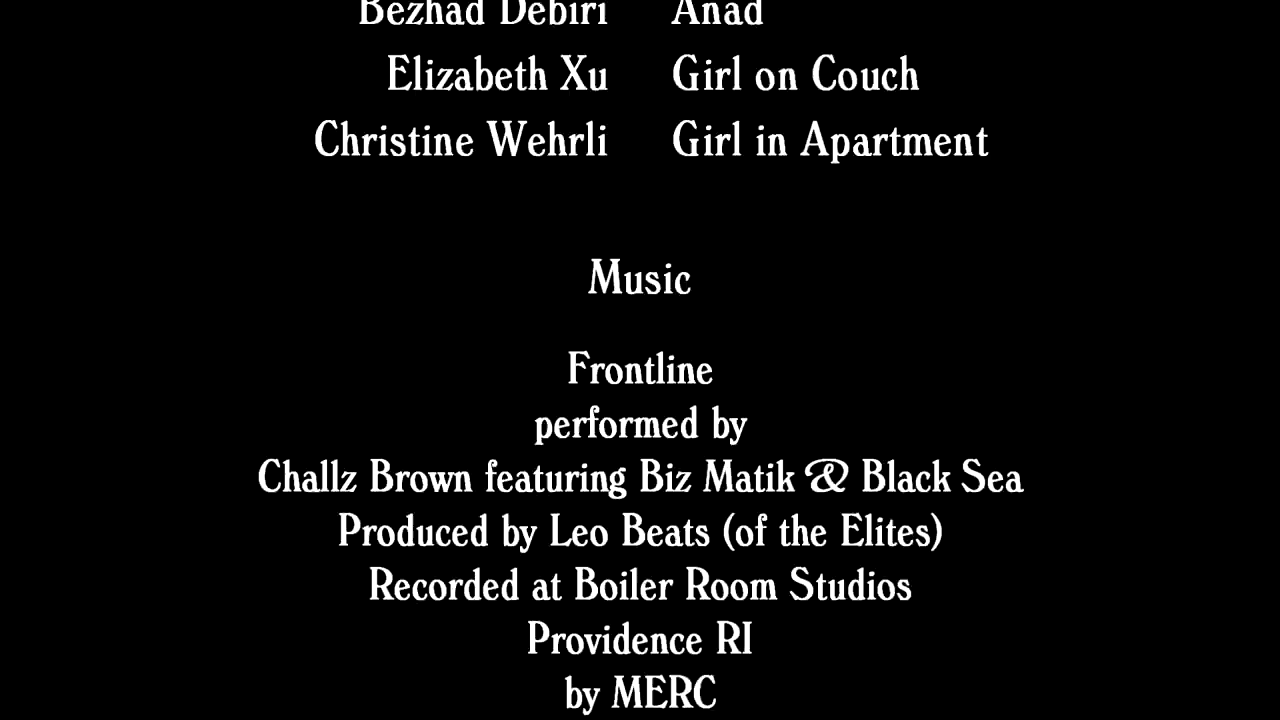 Bezhad Debiri Anad
Elizabeth Xu Girl on Couch
Christine Wehrli Girl in Apartment
Music
Frontline
performed by
Challz Brown featuring Biz Matik & Black Sea
Produced by Leo Beats (of the Elites)
Recorded at Boiler Room Studios
Providence RI
by MERC